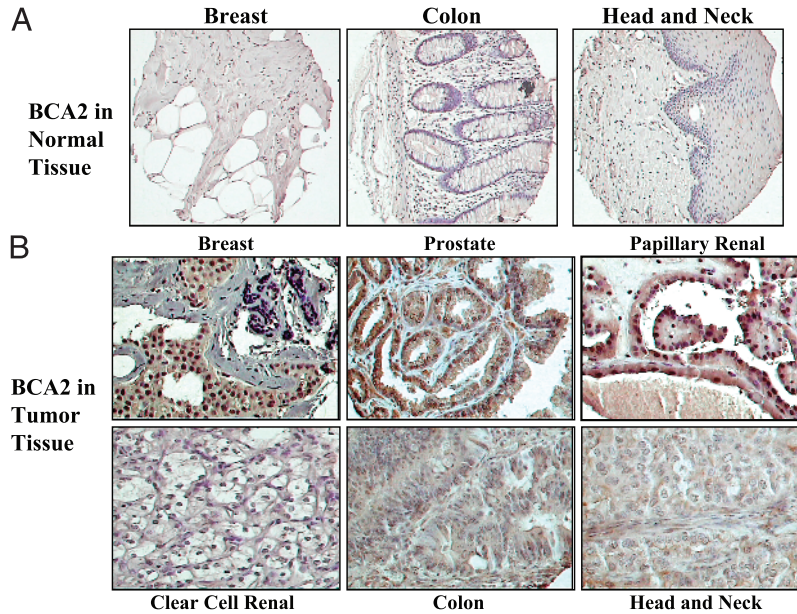 A
Breast
Colon
Head and Neck
BCA2 in
Normal
Tissue
B
Breast
Prostate
Papillary Renal
BCA2 in
Tumor
Tissue
Clear Cell Renal
Colon
Head and Neck